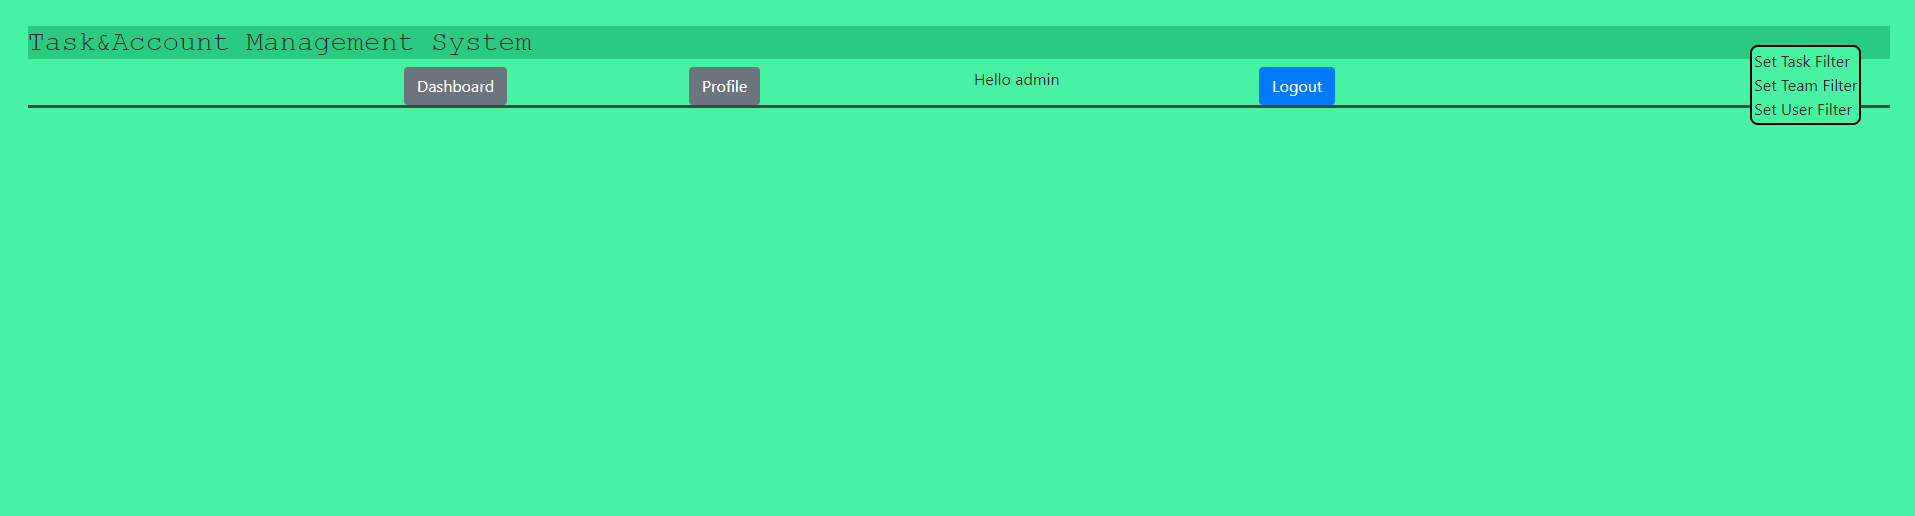 Task&Account Management System
Dashboard Profile Hello admin Logout
Set Task Filter
Set Team Filter
Set User Filter